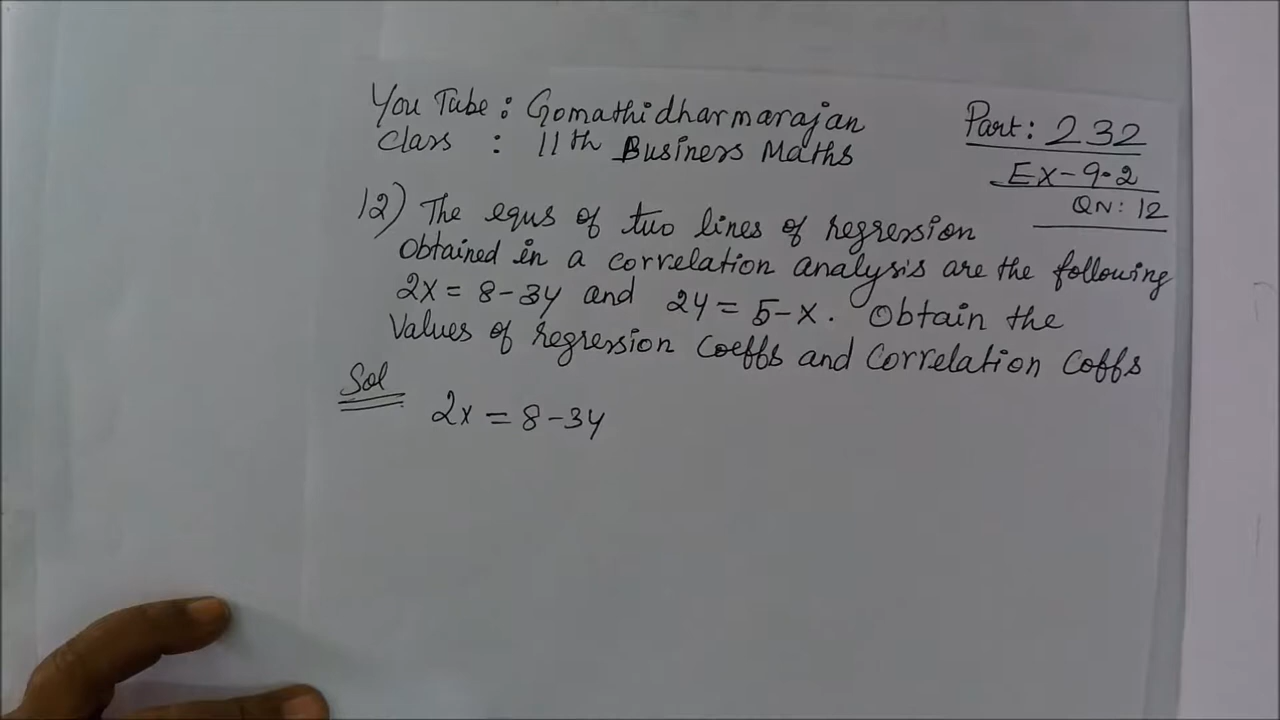 You Tube : Gomathidharmarajan
Class : 11th Business Maths
Part: 232
Ex-9.2
QN: 12
12) The equs of two lines of regression
Obtained in a correlation analysis are the following
2x = 8-3y and 2y = 5-x. Obtain the
Values of regression Coeffs and Correlation Coffs
Sol
2x = 8-3y